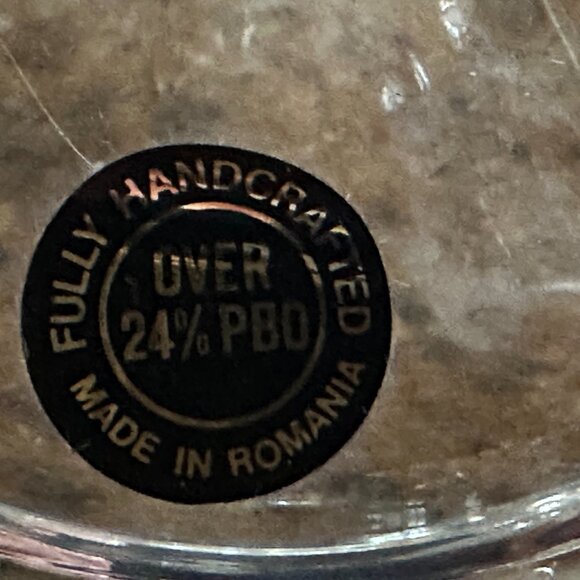 FULLY HANDCRAFTED
OVER
24% PBO
MADE IN ROMANIA